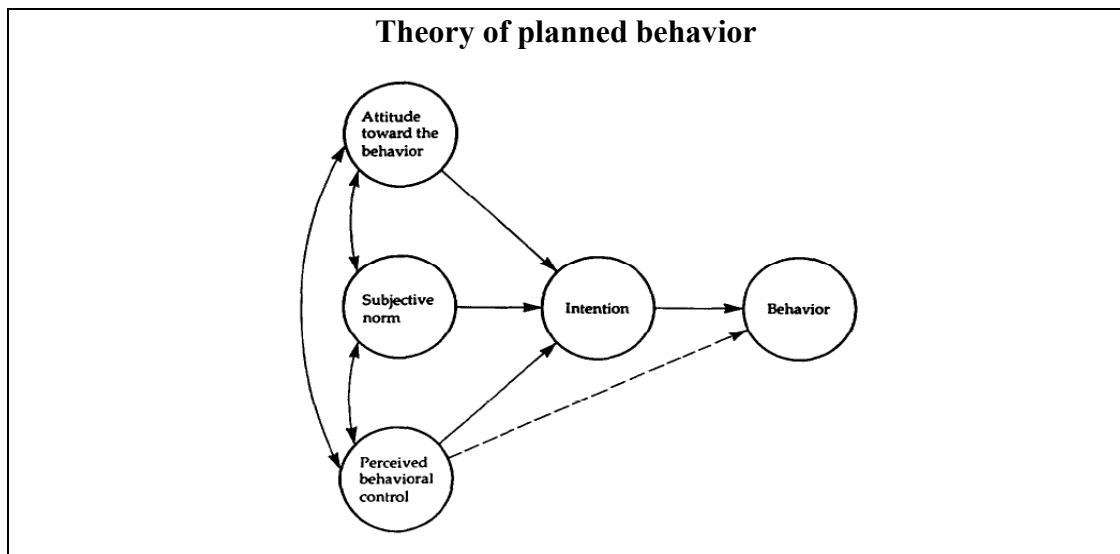 Theory of planned behavior
Attitude
toward the
behavior
Subjective
norm
Intention
Behavior
Perceived
behavioral
control